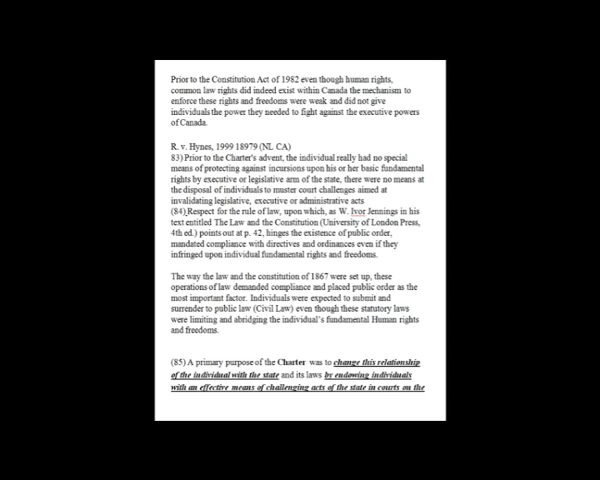 Prior to the Constitution Act of 1982 even though human rights,
common law rights did indeed exist within Canada the mechanism to
enforce these rights and freedoms were weak and did not give
individuals the power they needed to fight against the executive powers
of Canada.
R. v. Hynes, 1999 18979 (NL CA)
83) Prior to the Charter's advent, the individual really had no special
means of protecting against incursions upon his or her basic fundamental
rights by executive or legislative arm of the state, there were no means at
the disposal of individuals to muster court challenges aimed at
invalidating legislative, executive or administrative acts
(84) Respect for the rule of law, upon which, as W. Ivor Jennings in his
text entitled The Law and the Constitution (University of London Press,
4th ed.) points out at p. 42, hinges the existence of public order,
mandated compliance with directives and ordinances even if they
infringed upon individual fundamental rights and freedoms.
The way the law and the constitution of 1867 were set up, these
operations of law demanded compliance and placed public order as the
most important factor. Individuals were expected to submit and
surrender to public law (Civil Law) even though these statutory laws
were limiting and abridging the individual's fundamental Human rights
and freedoms.
(85) A primary purpose of the Charter was to change this relationship
of the individual with the state and its laws by endowing individuals
with an effective means of challenging acts of the state in courts on the